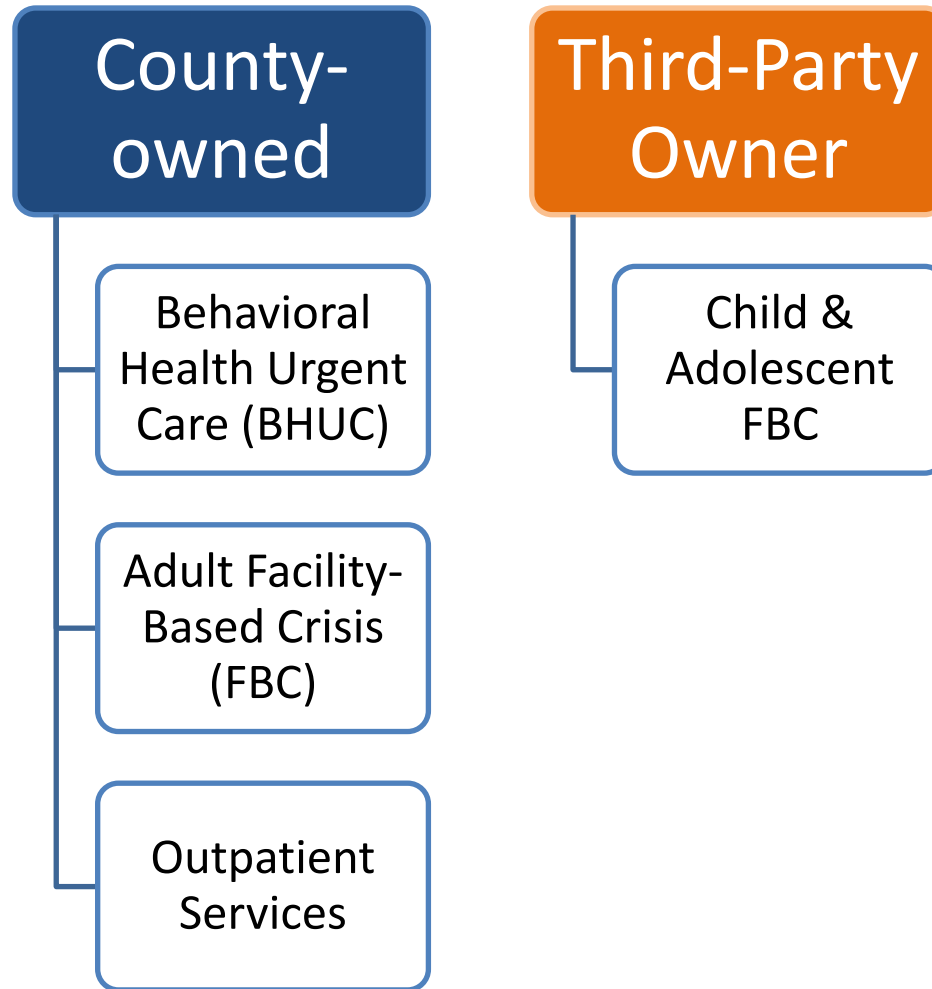 County-
owned
Third-Party
Owner
Behavioral
Health Urgent
Care (BHUC)
Child &
Adolescent
FBC
Adult Facility-
Based Crisis
(FBC)
Outpatient
Services